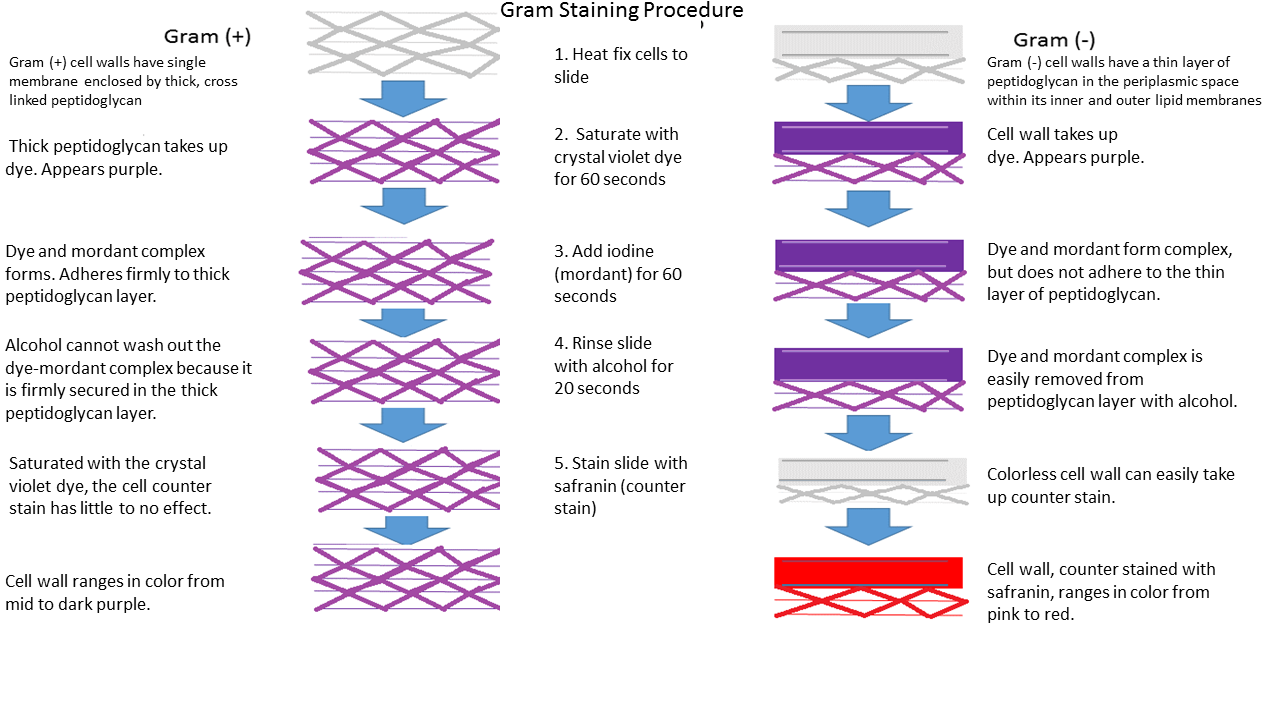 Gram Staining Procedure
Gram (+)
Gram (+) cell walls have single
membrane enclosed by thick, cross
linked peptidoglycan
1. Heat fix cells to
slide
Gram (-)
Gram (-) cell walls have a thin layer of
peptidoglycan in the periplasmic space
within its inner and outer lipid membranes
Thick peptidoglycan takes up
dye. Appears purple.
2. Saturate with
crystal violet dye
for 60 seconds
Cell wall takes up
dye. Appears purple.
Dye and mordant complex
forms. Adheres firmly to thick
peptidoglycan layer.
3. Add iodine
(mordant) for 60
seconds
Dye and mordant form complex,
but does not adhere to the thin
layer of peptidoglycan.
Alcohol cannot wash out the
dye-mordant complex because it
is firmly secured in the thick
peptidoglycan layer.
4. Rinse slide
with alcohol for
20 seconds
Dye and mordant complex is
easily removed from
peptidoglycan layer with alcohol.
Saturated with the crystal
violet dye, the cell counter
stain has little to no effect.
5. Stain slide with
safranin (counter
stain)
Colorless cell wall can easily take
up counter stain.
Cell wall ranges in color from
mid to dark purple.
Cell wall, counter stained with
safranin, ranges in color from
pink to red.